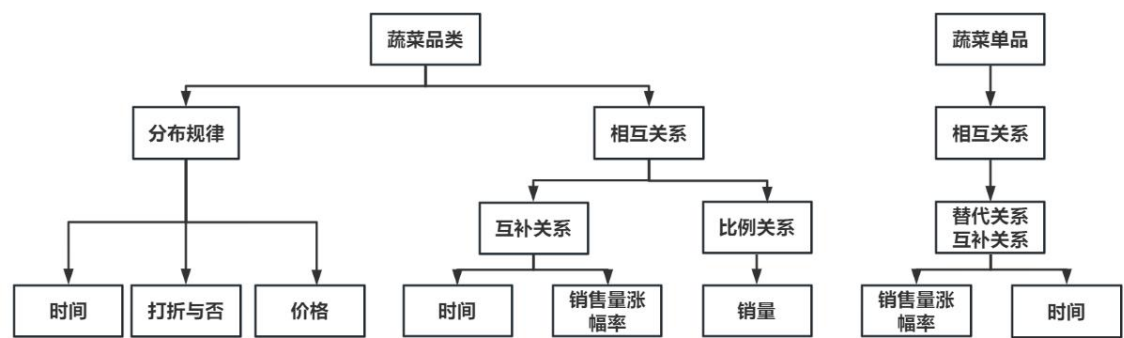 蔬菜品类
蔬菜单品
分布规律
相互关系
相互关系
互补关系
比例关系
替代关系
互补关系
时间
打折与否
价格
时间
销售量涨
幅率
销量
销售量涨
幅率
时间